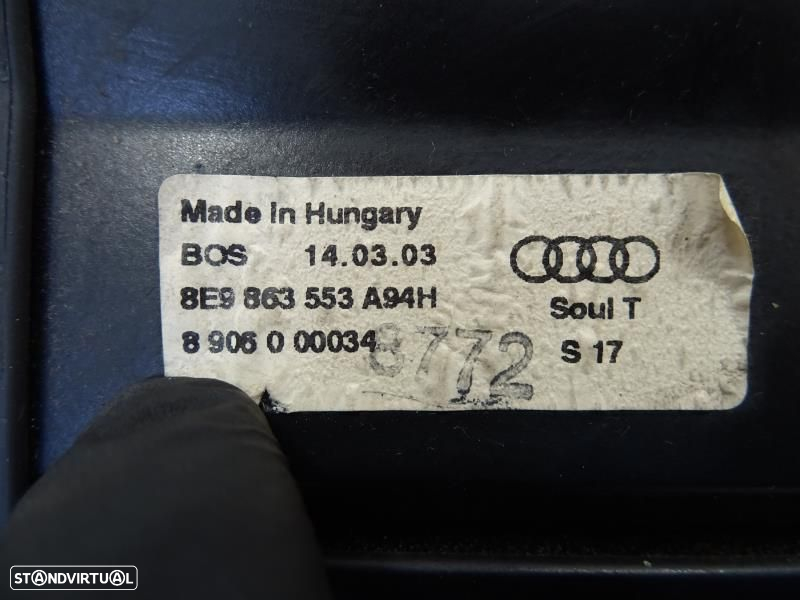 Made in Hungary
BOS 14.03.03
8E9 863 553 A94H
Soul T
8 906 0 00034
S 17
8772
STANDVIRTUAL